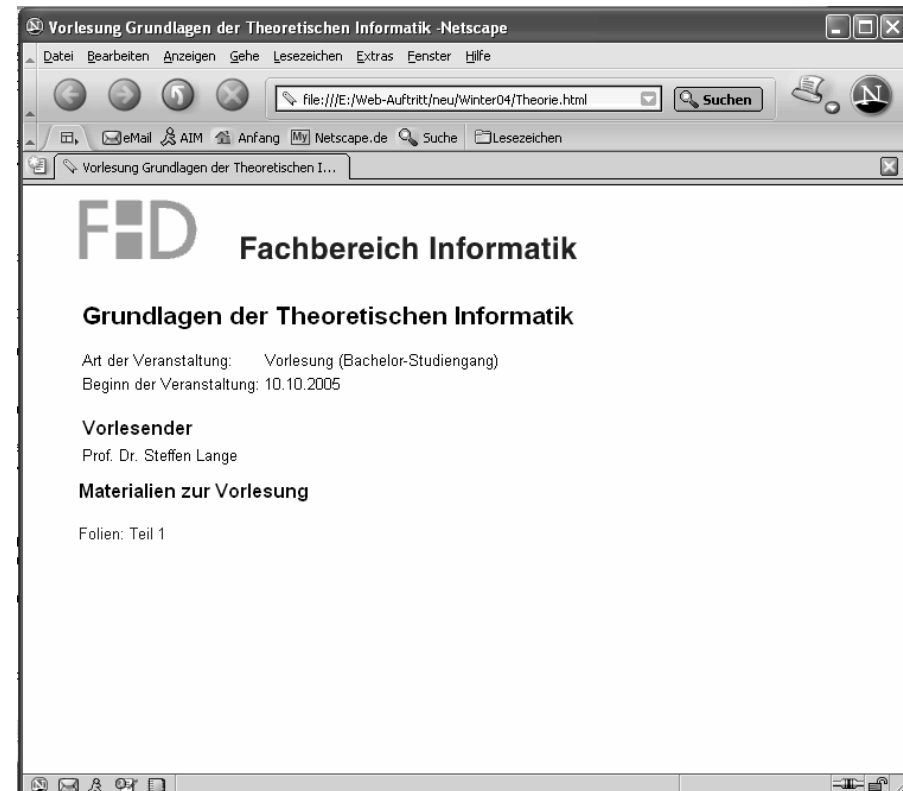 Vorlesung Grundlagen der Theoretischen Informatik -Netscape
Datei Bearbeiten Anzeigen Gehe Lesezeichen Extras Fenster Hilfe
file:///E:/Web-Auftritt/neu/Winter04/Theorie.html Suchen N
eMail AIM Anfang My Netscape.de Suche Lesezeichen
Vorlesung Grundlagen der Theoretischen I...
FHD Fachbereich Informatik
Grundlagen der Theoretischen Informatik
Art der Veranstaltung: Vorlesung (Bachelor-Studiengang)
Beginn der Veranstaltung: 10.10.2005
Vorlesender
Prof. Dr. Steffen Lange
Materialien zur Vorlesung
Folien: Teil 1